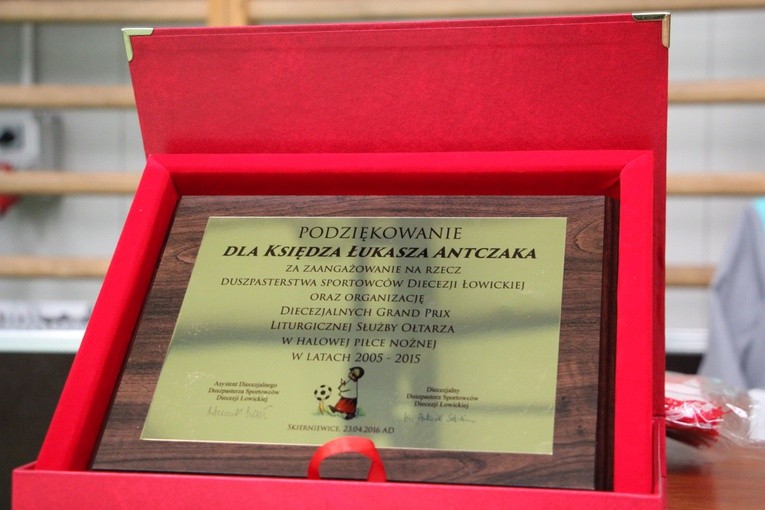 PODZIĘKOWANIE
DLA KSIĘDZA ŁUKASZA ANTCZAKA
ZA ZAANGAŻOWANIE NA RZECZ
DUSZPASTERSTWA SPORTOWCÓW DIECEZJI ŁOWICKIEJ
ORAZ ORGANIZACJĘ
DIECEZJALNYCH GRAND PRIX
LITURGICZNEJ SŁUŻBY OŁTARZA
W HALOWEJ PIŁCE NOŻNEJ
W LATACH 2005 - 2015
Asystent Diecezjalnego
Duszpasterza Sportowców
Diecezji Łowickiej
Diecezjalny
Duszpasterz Sportowców
Diecezji Łowickiej
SKIERNIEWICE, 23.04.2016 AD